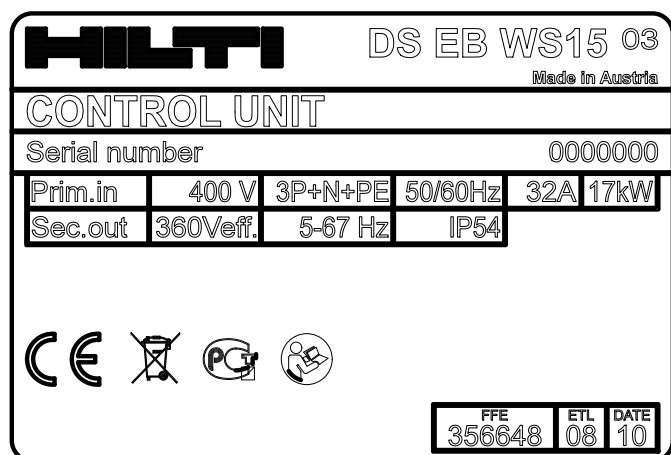 HILTI DS EB WS15 03
Made in Austria
CONTROL UNIT
Serial number 0000000
Prim.in 400 V 3P+N+PE 50/60Hz 32A 17kW
Sec.out 360Veff. 5-67 Hz IP54
CE PCT
FFE ETL DATE
356648 08 10